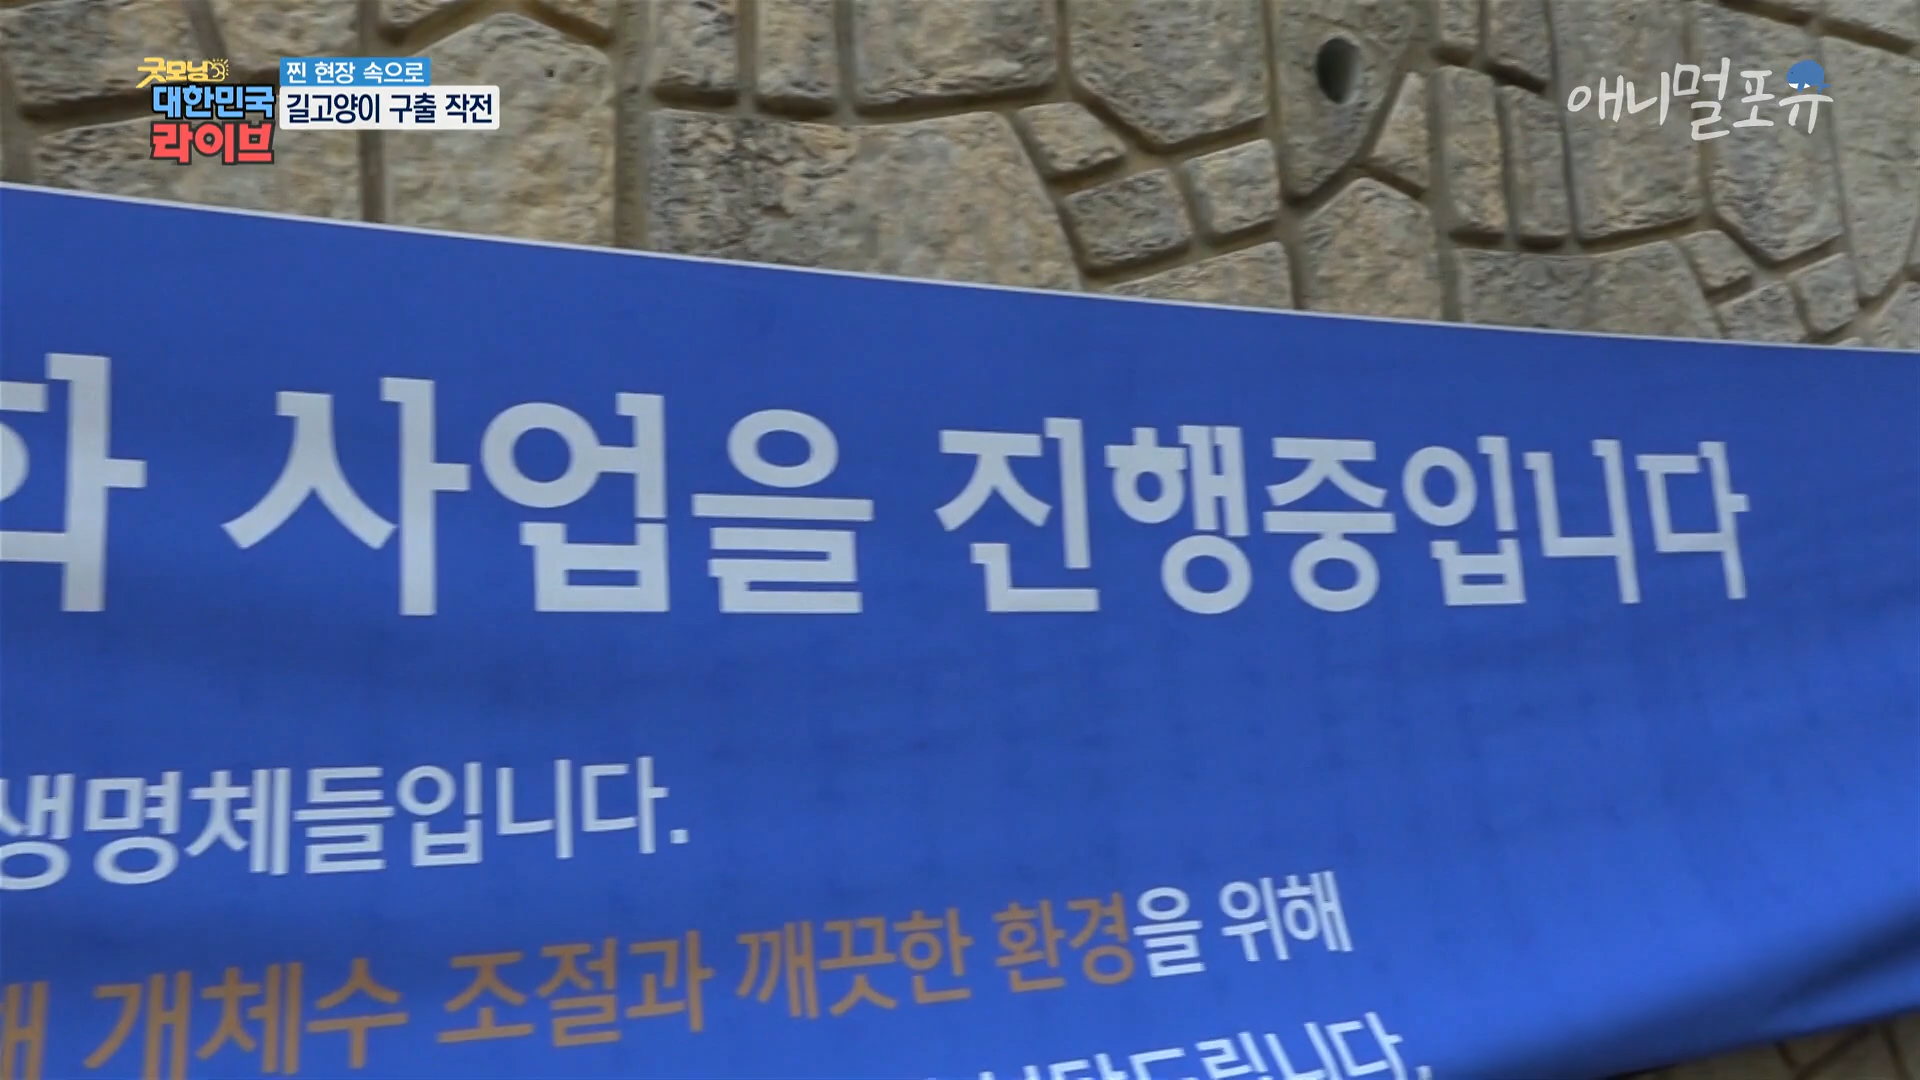 굿모닝
대한민국
라이브
찐 현장 속으로
길고양이 구출 작전
애니멀포유
사업을 진행중입니다
생명체들입니다.
개체수 조절과 깨끗한 환경을 위해